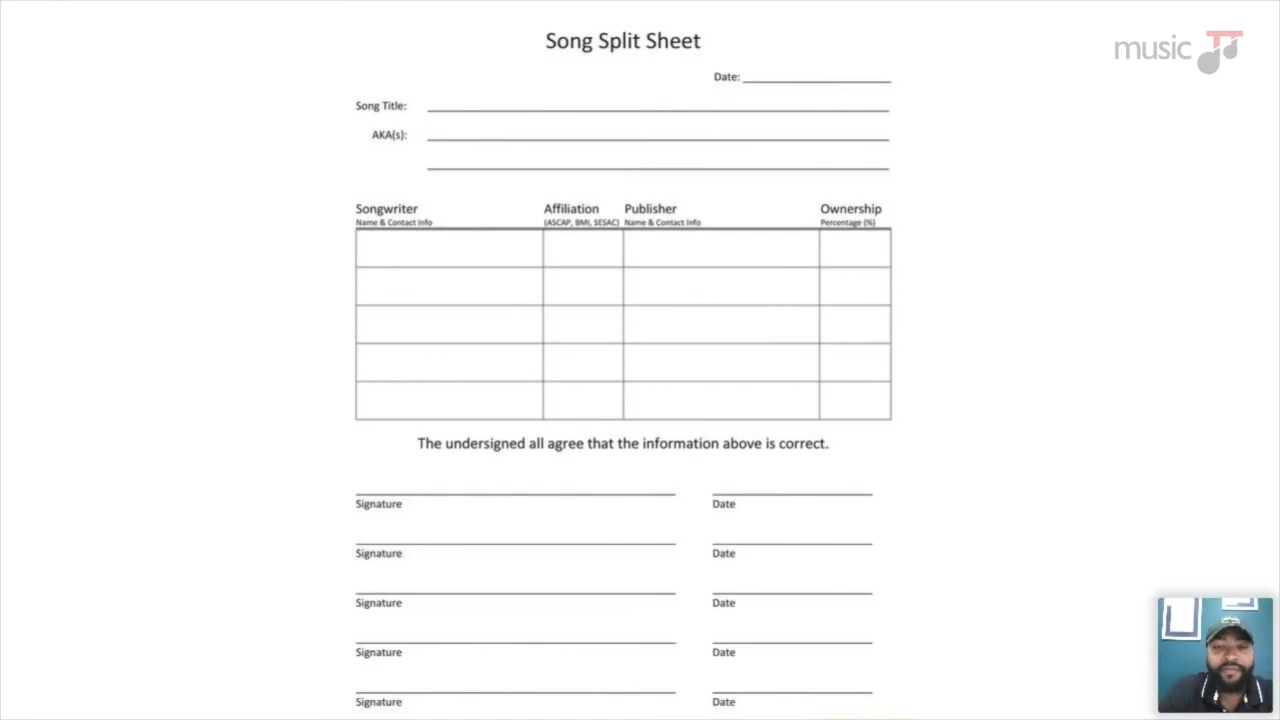 Song Split Sheet
music
Date:
Song Title:
AKA(s):
Songwriter Affiliation Publisher Ownership
Name & Contact Info (ASCAP, BMI, SESAC) Name & Contact Info Percentage (%)
The undersigned all agree that the information above is correct.
Signature Date
Signature Date
Signature Date
Signature Date
Signature Date